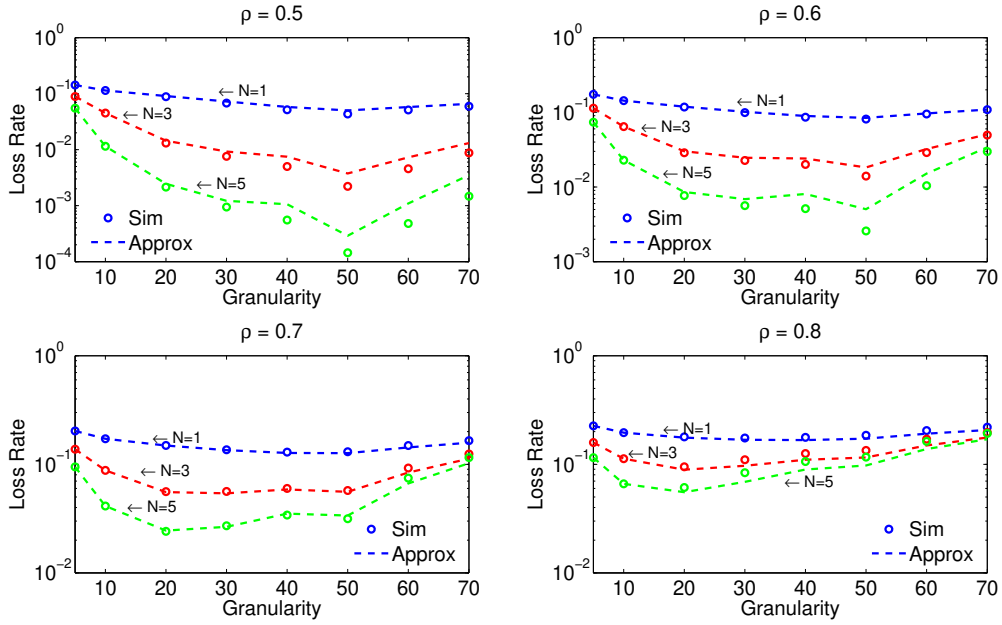 ρ = 0.5
10^0
10^-1
10^-2
10^-3
10^-4
Loss Rate
← N=1
← N=3
← N=5
Sim
Approx
10 20 30 40 50 60 70
Granularity
ρ = 0.6
10^0
10^-1
10^-2
10^-3
Loss Rate
← N=1
← N=3
← N=5
Sim
Approx
10 20 30 40 50 60 70
Granularity
ρ = 0.7
10^0
10^-1
10^-2
Loss Rate
← N=1
← N=3
← N=5
Sim
Approx
10 20 30 40 50 60 70
Granularity
ρ = 0.8
10^0
10^-1
10^-2
Loss Rate
← N=1
← N=3
← N=5
Sim
Approx
10 20 30 40 50 60 70
Granularity